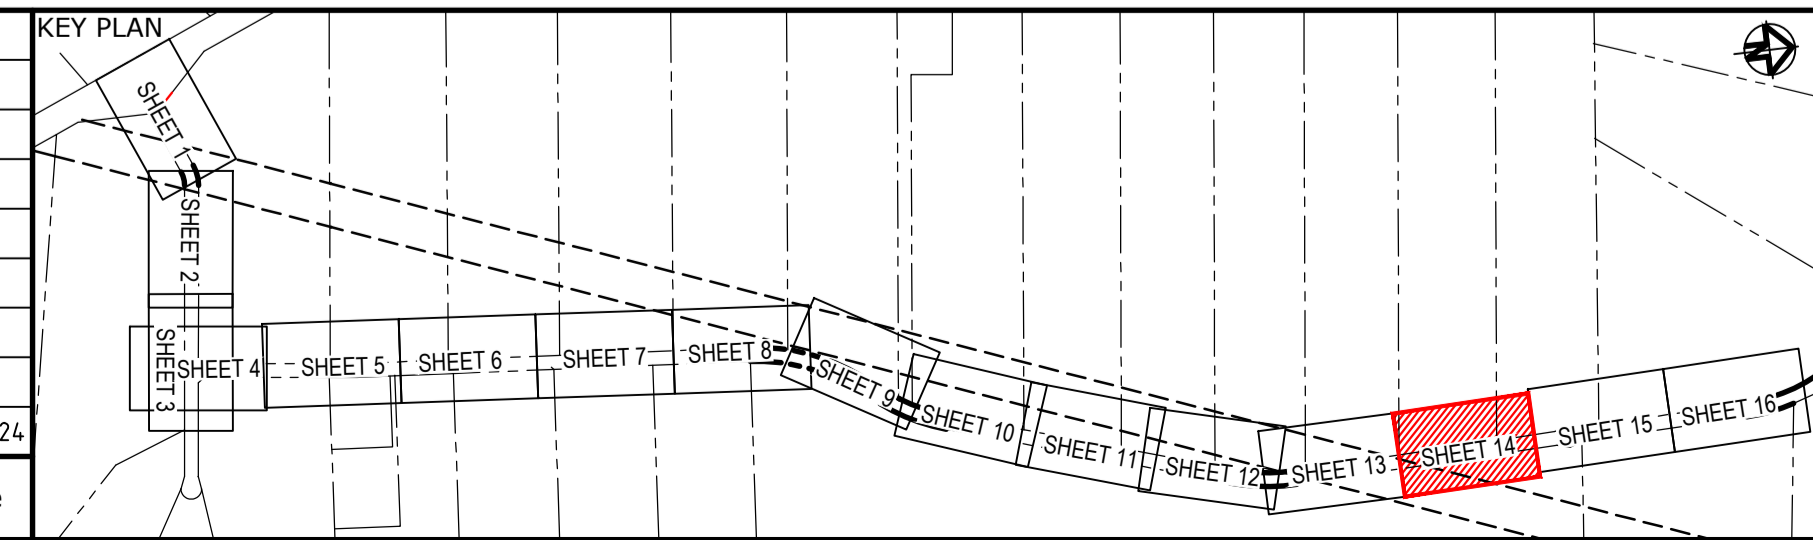 KEY PLAN
N
SHEET 1
SHEET 2
SHEET 3
SHEET 4
SHEET 5
SHEET 6
SHEET 7
SHEET 8
SHEET 9
SHEET 10
SHEET 11
SHEET 12
SHEET 13
SHEET 14
SHEET 15
SHEET 16
24